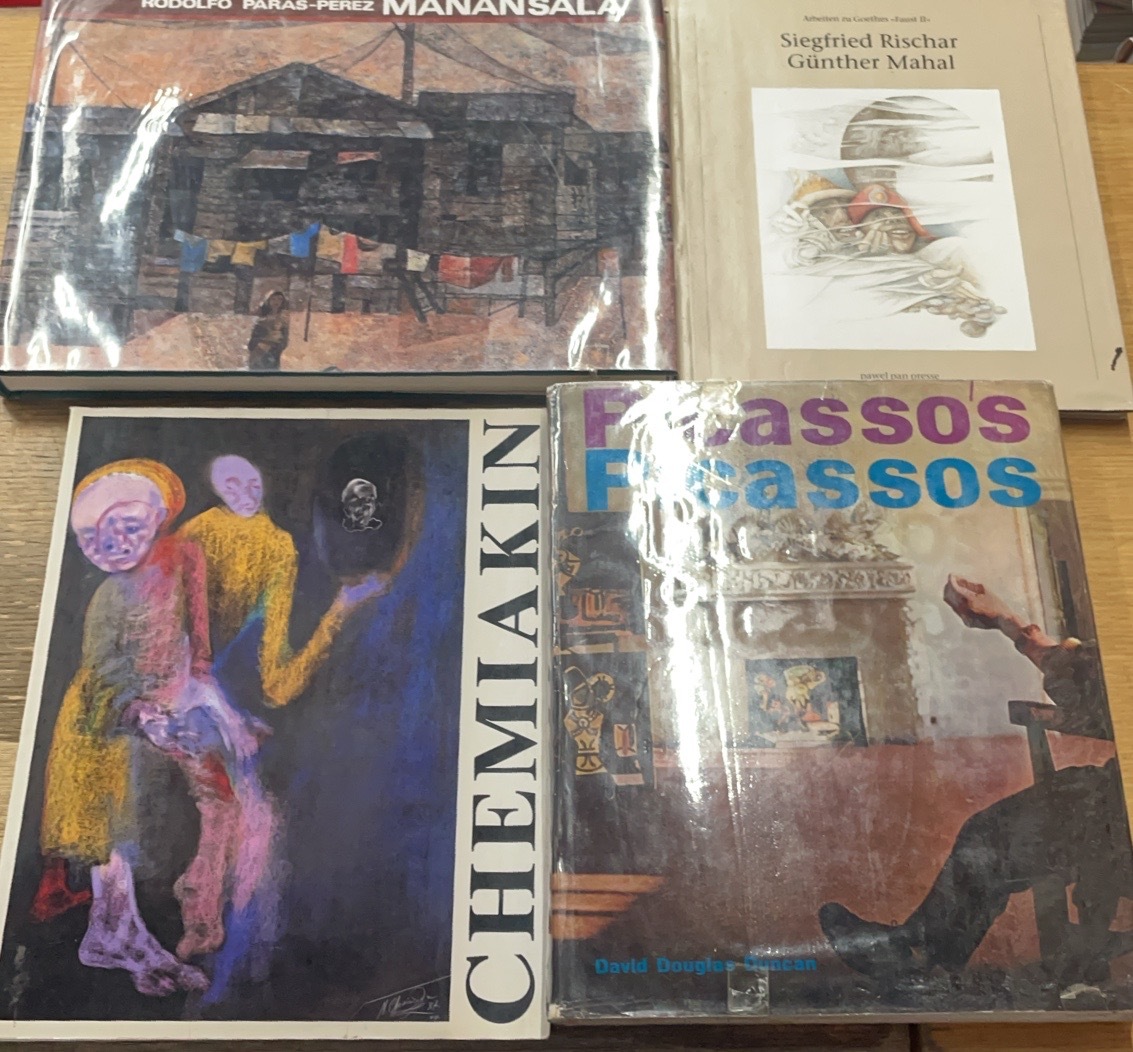 RODOLFO PARAS-PEREZ MANANSALA
Arbeiten zu Goethes »Faust II«
Siegfried Rischar
Günther Mahal
pawel pan presse
CHEMIAKIN
Picasso's
Picassos
David Douglas Duncan